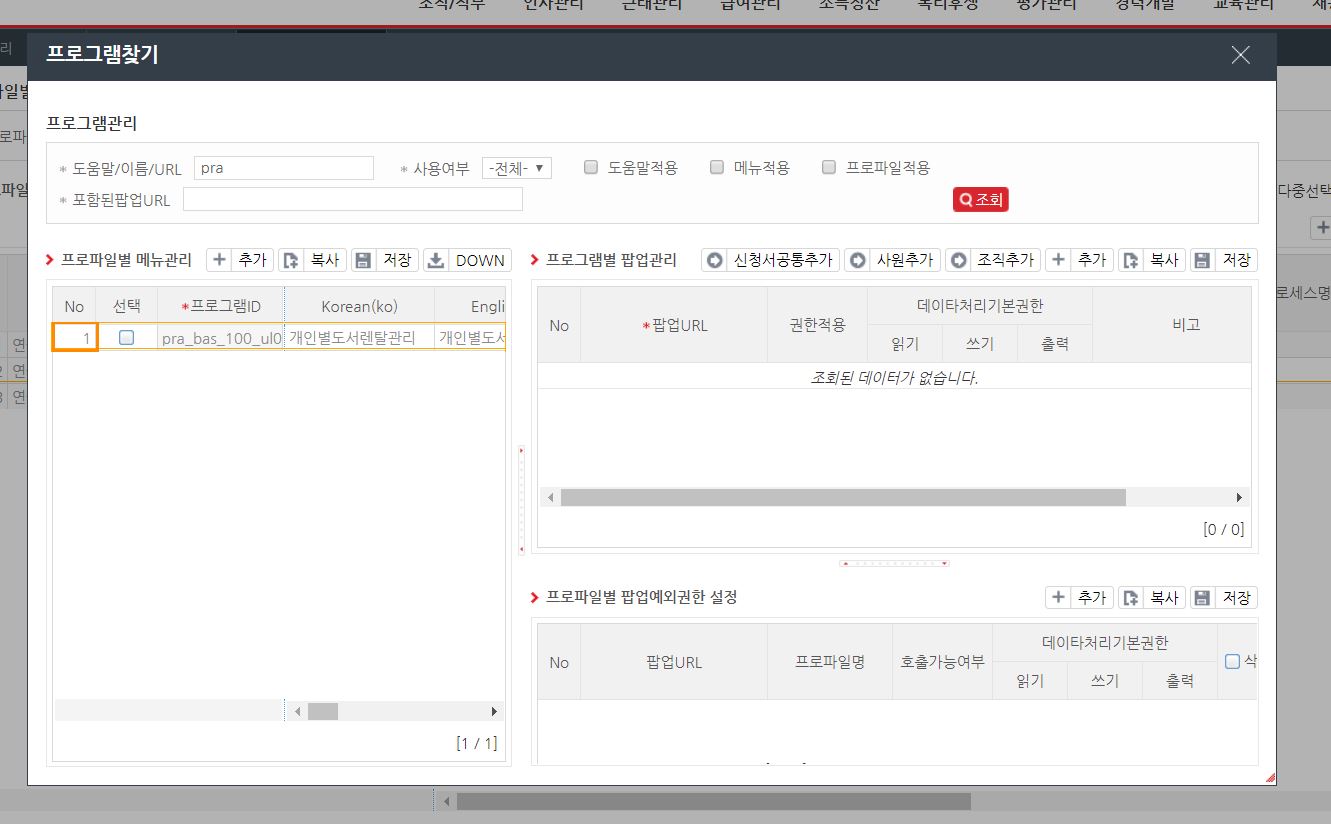 조직/직무 인사관리 근태관리 급여관리 소득정산 복리후생 평가관리 경력개발 교육관리
리
프로그램찾기
프로그램관리
* 도움말/이름/URL pra * 사용여부 -전체- ▼ 도움말적용 메뉴적용 프로파일적용
* 포함된팝업URL 조회
다중선택
프로파일별 메뉴관리 + 추가 복사 저장 DOWN
No 선택 *프로그램ID Korean(ko) Engli
1 pra_bas_100_ul0 개인별도서렌탈관리 개인별도서
[1 / 1]
프로그램별 팝업관리 신청서공통추가 사원추가 조직추가 + 추가 복사 저장
No *팝업URL 권한적용 데이타처리기본권한 비고
읽기 쓰기 출력
조회된 데이터가 없습니다.
[0 / 0]
프로파일별 팝업예외권한 설정 + 추가 복사 저장
No 팝업URL 프로파일명 호출가능여부 데이타처리기본권한 삭
읽기 쓰기 출력
로세스명
연
2 연
3 연